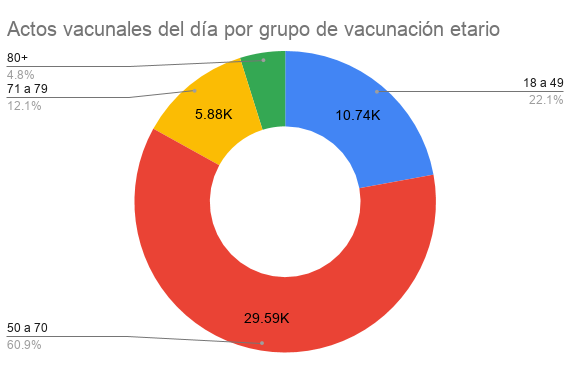 Actos vacunales del día por grupo de vacunación etario
80+
4.8%
71 a 79
12.1%
18 a 49
22.1%
5.88K
10.74K
29.59K
50 a 70
60.9%